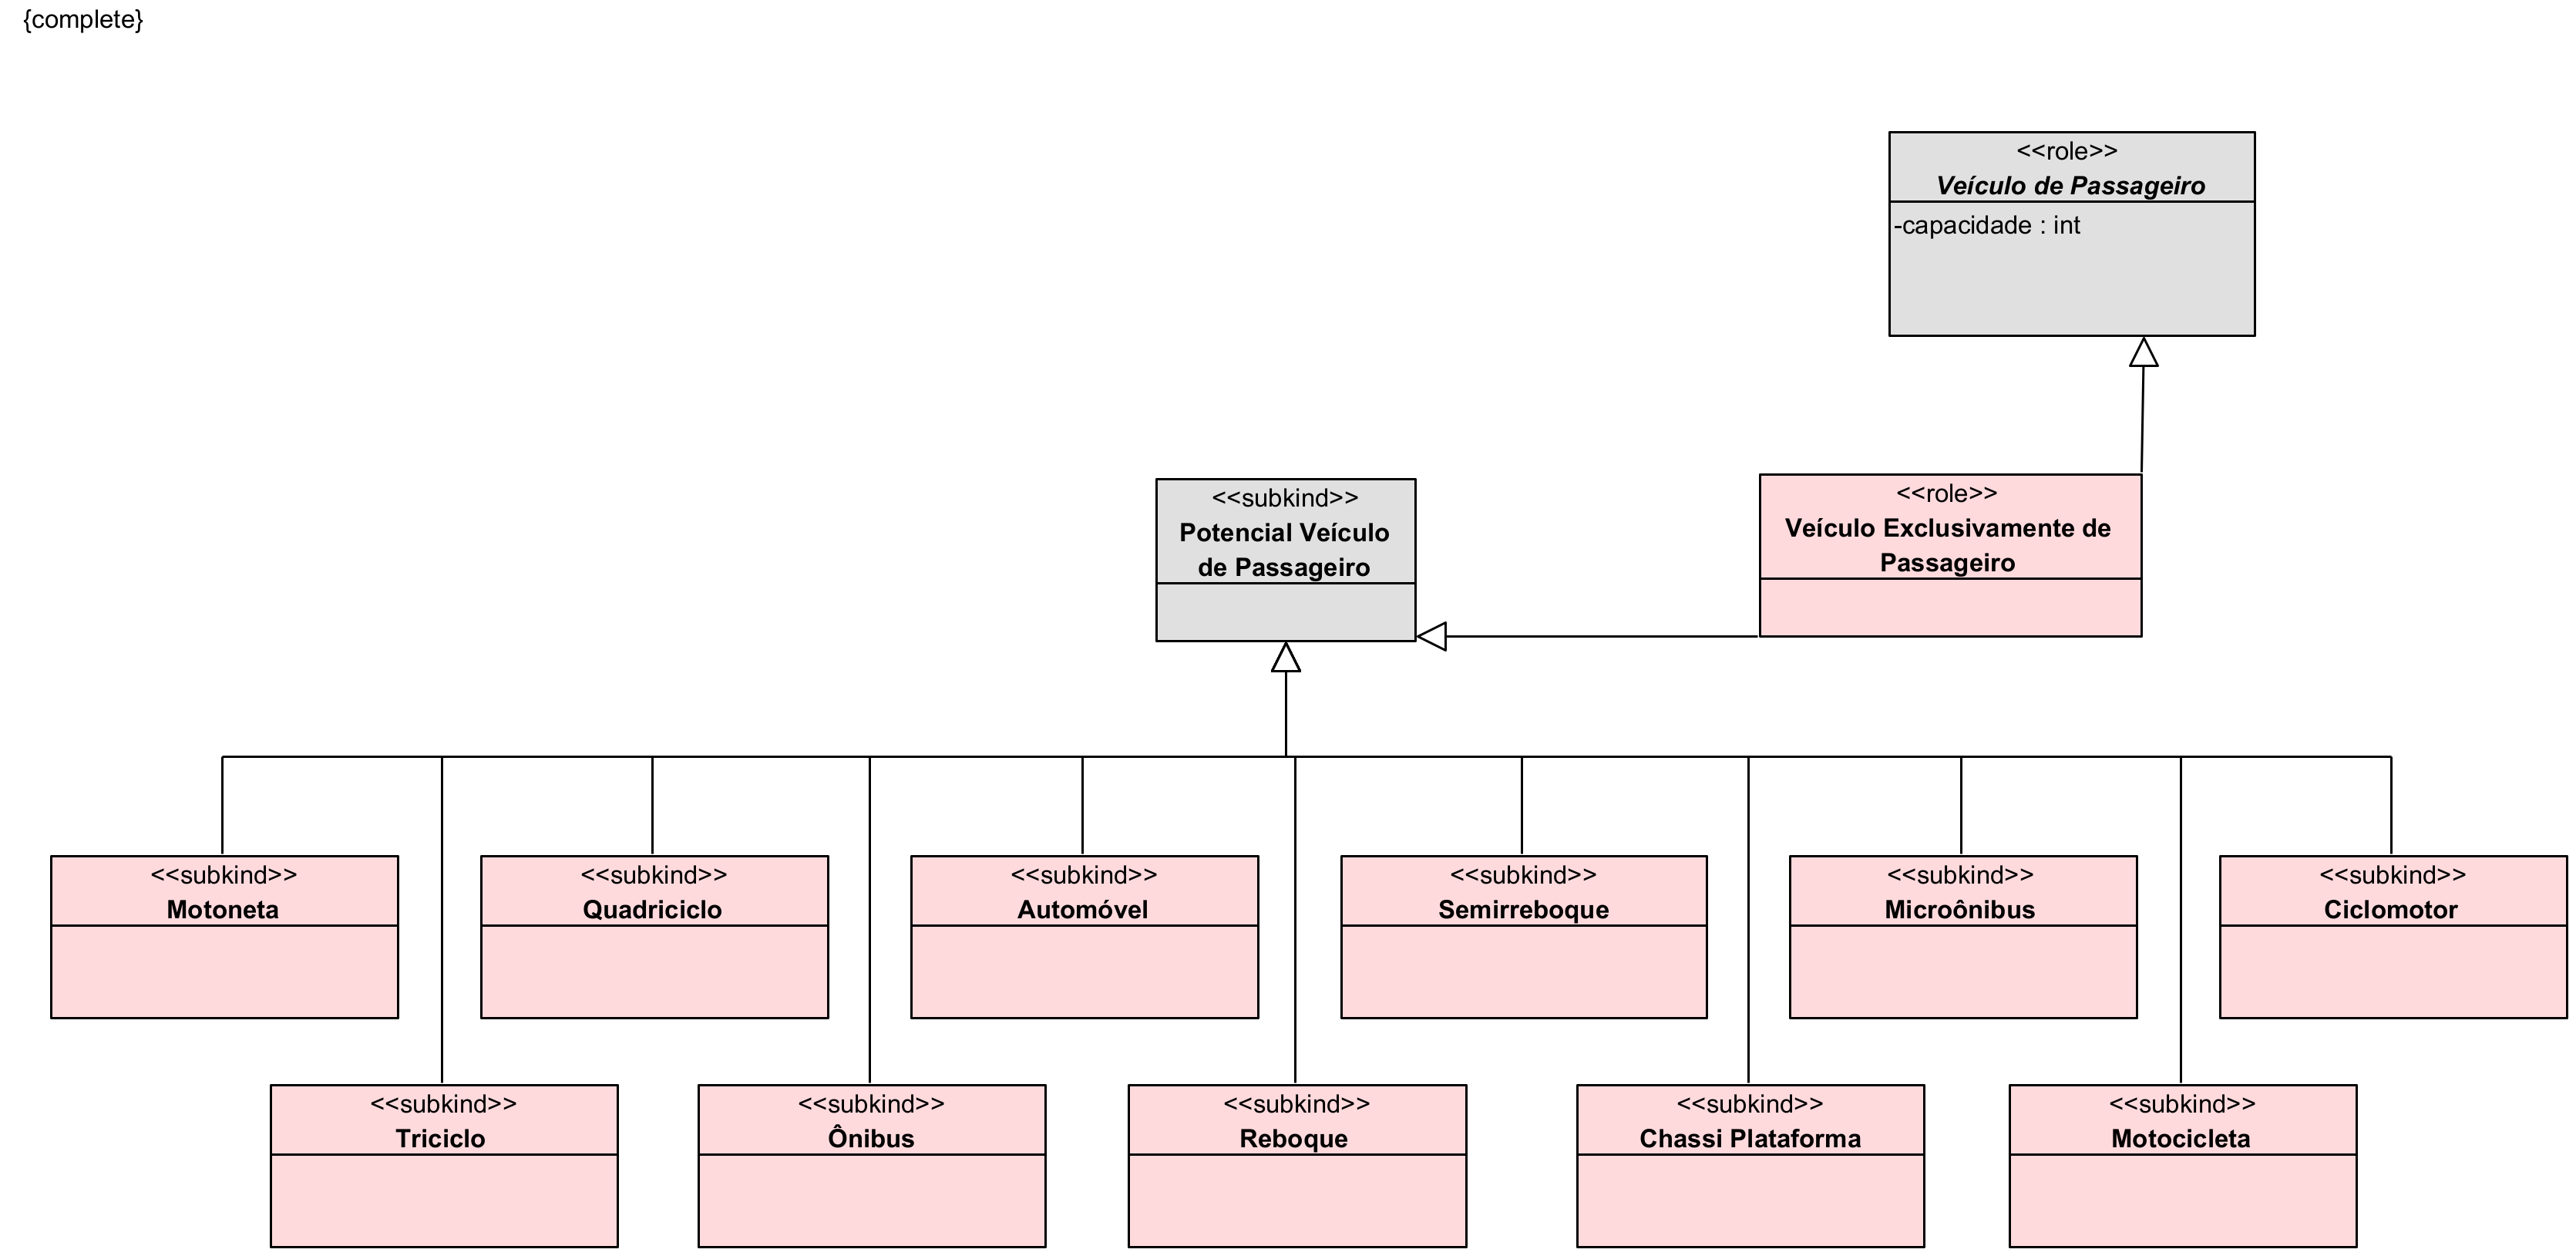 {complete}
<<role>>
Veículo de Passageiro
-capacidade : int
<<subkind>>
Potencial Veículo
de Passageiro
<<role>>
Veículo Exclusivamente de
Passageiro
<<subkind>>
Motoneta
<<subkind>>
Quadriciclo
<<subkind>>
Automóvel
<<subkind>>
Semirreboque
<<subkind>>
Microônibus
<<subkind>>
Ciclomotor
<<subkind>>
Triciclo
<<subkind>>
Ônibus
<<subkind>>
Reboque
<<subkind>>
Chassi Plataforma
<<subkind>>
Motocicleta